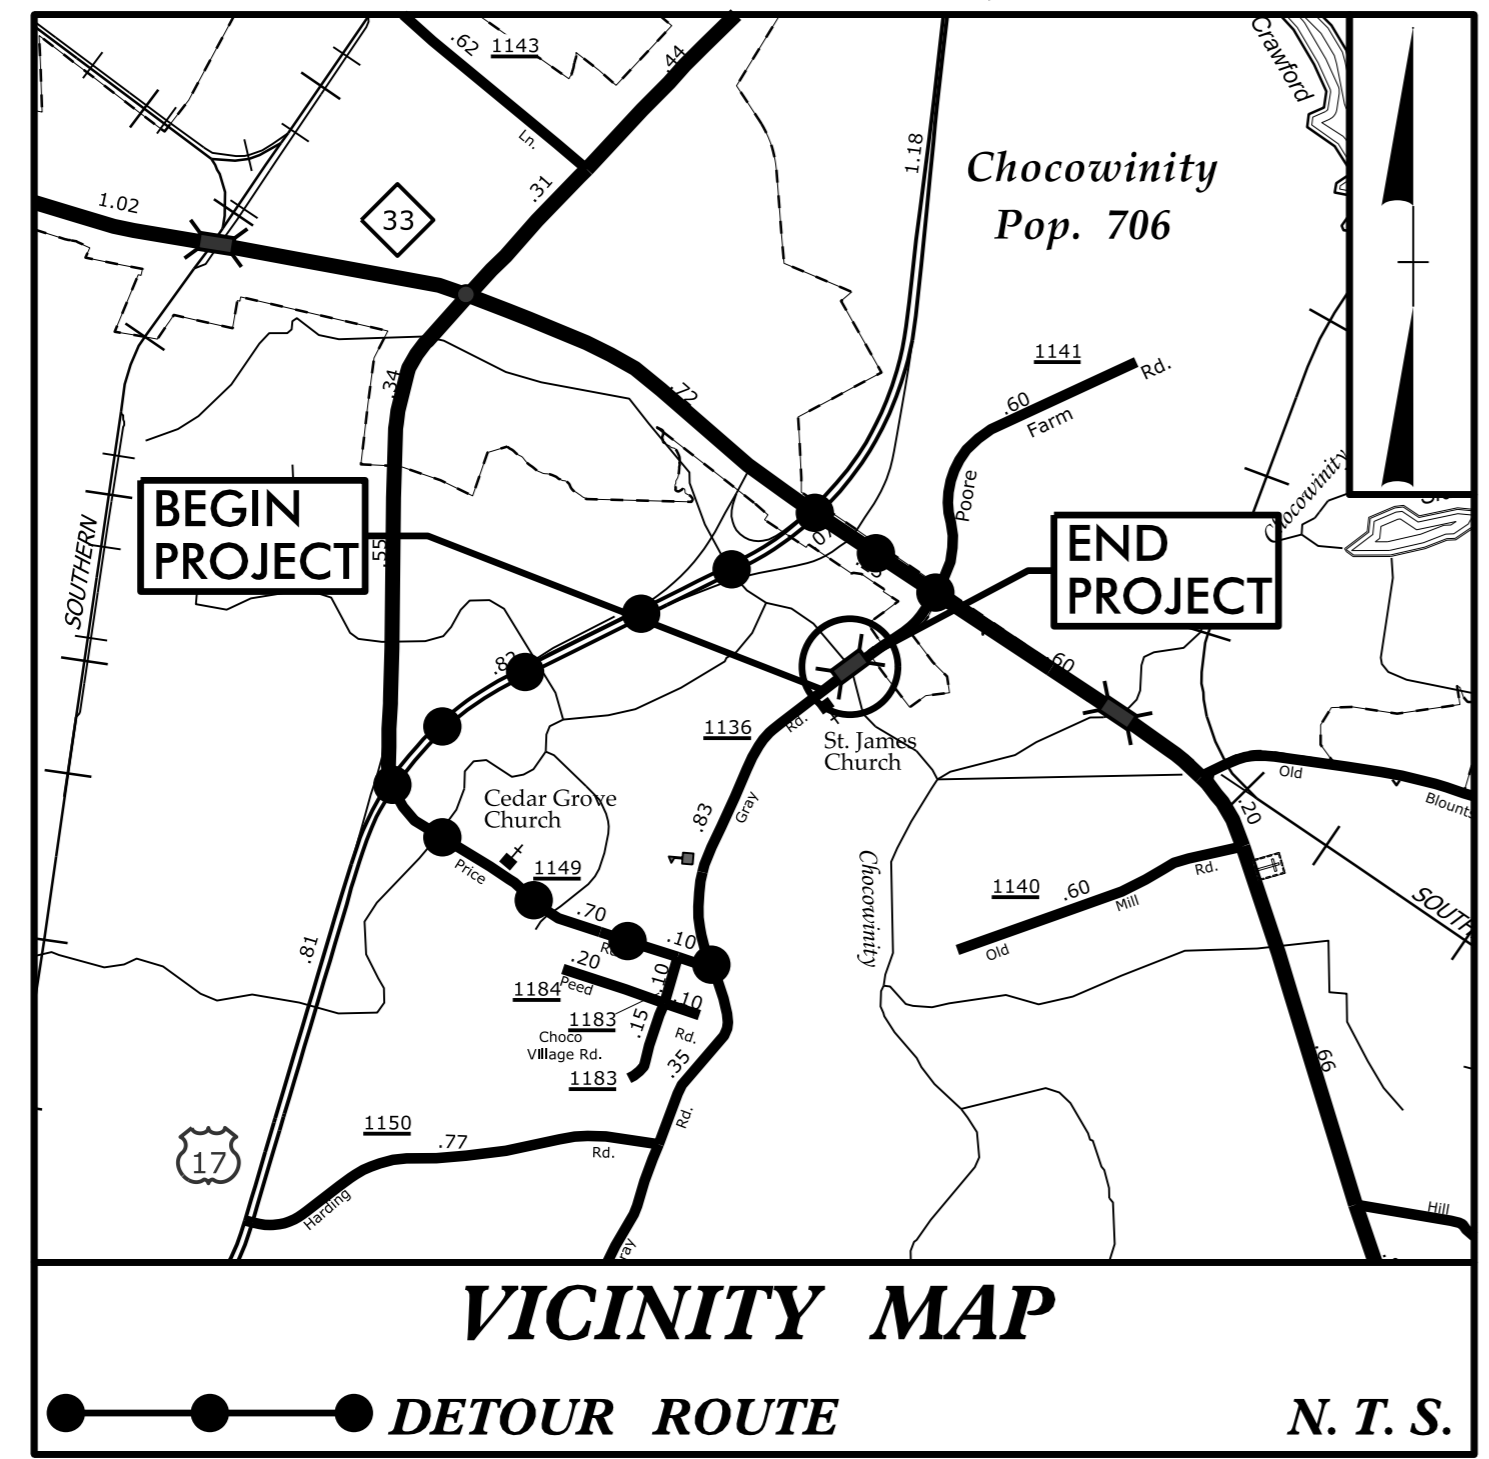 .62
1143
.44
Crawford
Ln.
1.18
Chocowinity
Pop. 706
.31
1.02
33
.34
.72
1141
Rd.
.60
Farm
Poore
Chocowinity
BEGIN
PROJECT
.55
SOUTHERN
END
PROJECT
.60
1136
Rd.
St. James
Church
Old
Blounts
.20
Cedar Grove
Church
.83
Gray
Price
1149
.70
.10
Chocowinity
1140
.60
Mill
Rd.
Old
SOUTH
.81
.20
Peed
.10
.10
1184
1183
.15
Rd.
Choco
Village Rd.
.35
1183
.66
1150
.77
Rd.
Rd.
17
Harding
Hill
VICINITY MAP
DETOUR ROUTE
N. T. S.